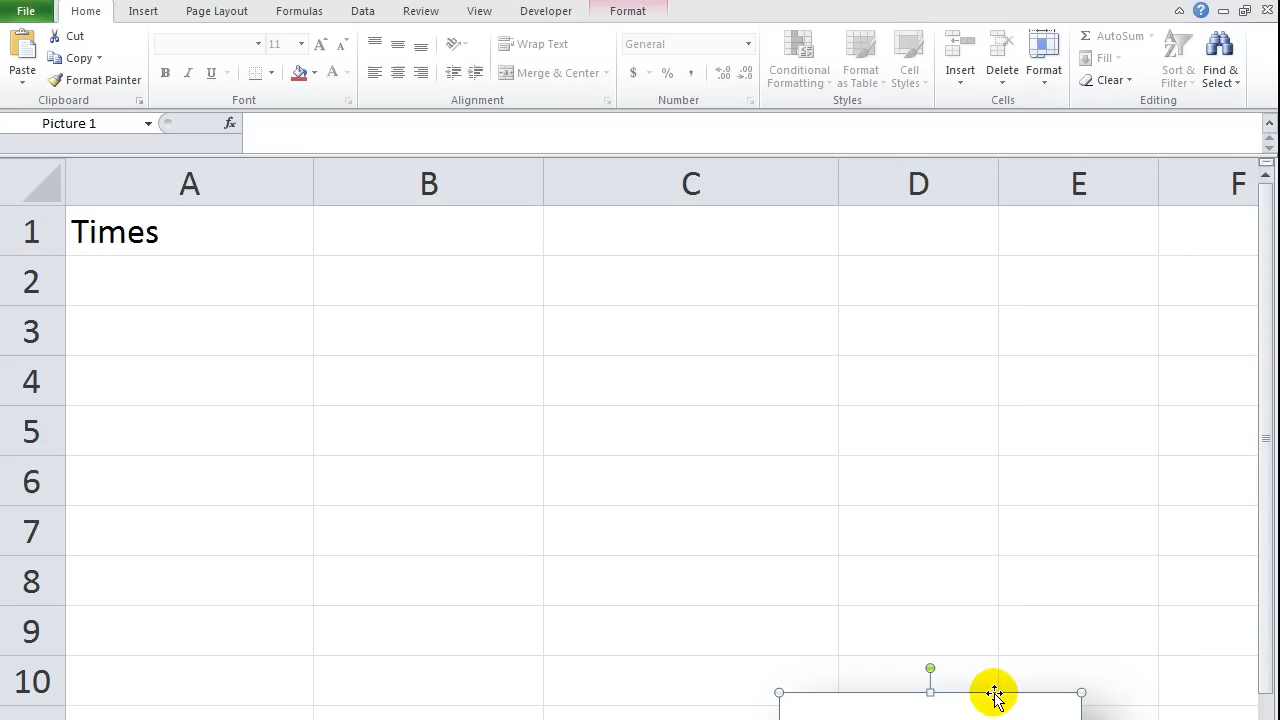 File Home Insert Page Layout Formulas Data Review View Developer Format
Cut
Copy
Format Painter
Paste
Clipboard
11
B I U A
Font
Wrap Text
Merge & Center
Alignment
General
$ % ,
Number
Conditional Formatting
Format as Table
Cell Styles
Styles
Insert Delete Format
Cells
AutoSum
Fill
Clear
Sort & Filter
Find & Select
Editing
Picture 1 fx
A B C D E F
1 Times
2
3
4
5
6
7
8
9
10